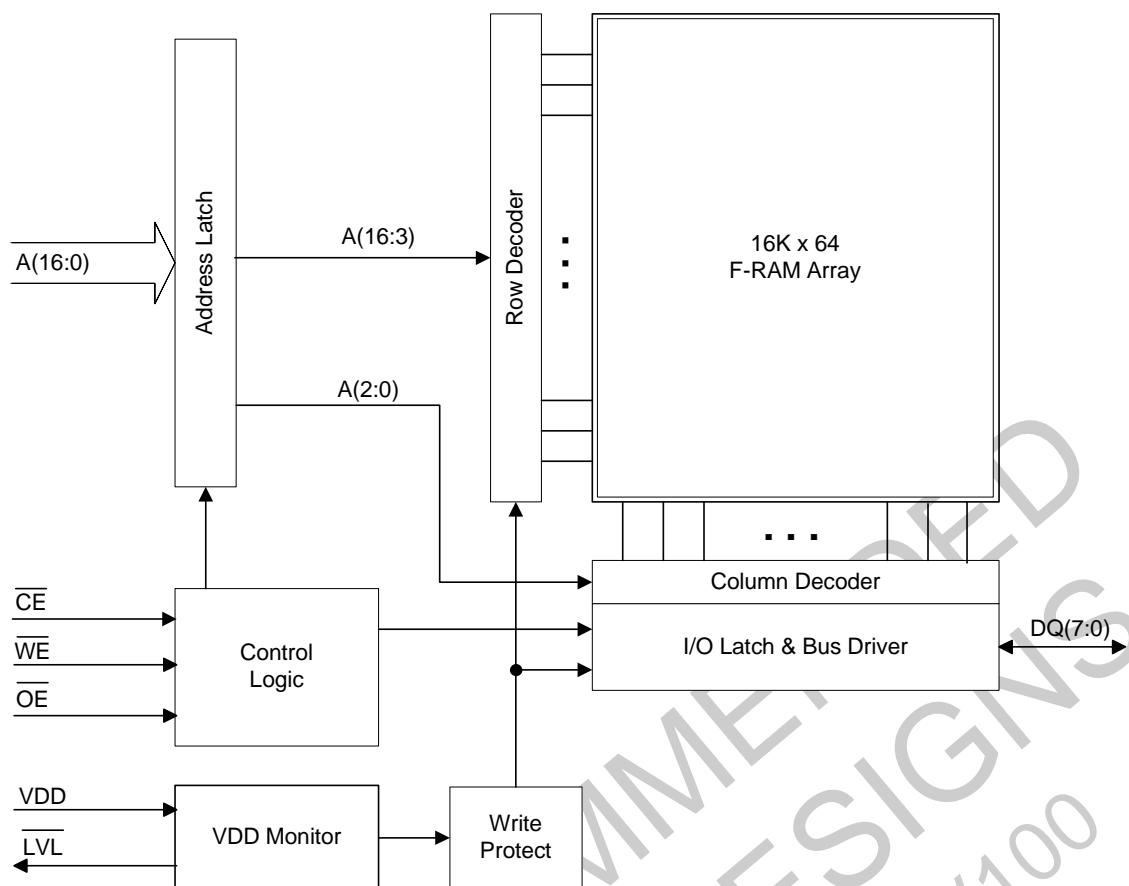 A(16:0)
Address Latch
A(16:3)
A(2:0)
Row Decoder
16K x 64
F-RAM Array
Column Decoder
I/O Latch & Bus Driver
DQ(7:0)
CE
WE
OE
Control
Logic
VDD
LVL
VDD Monitor
Write
Protect